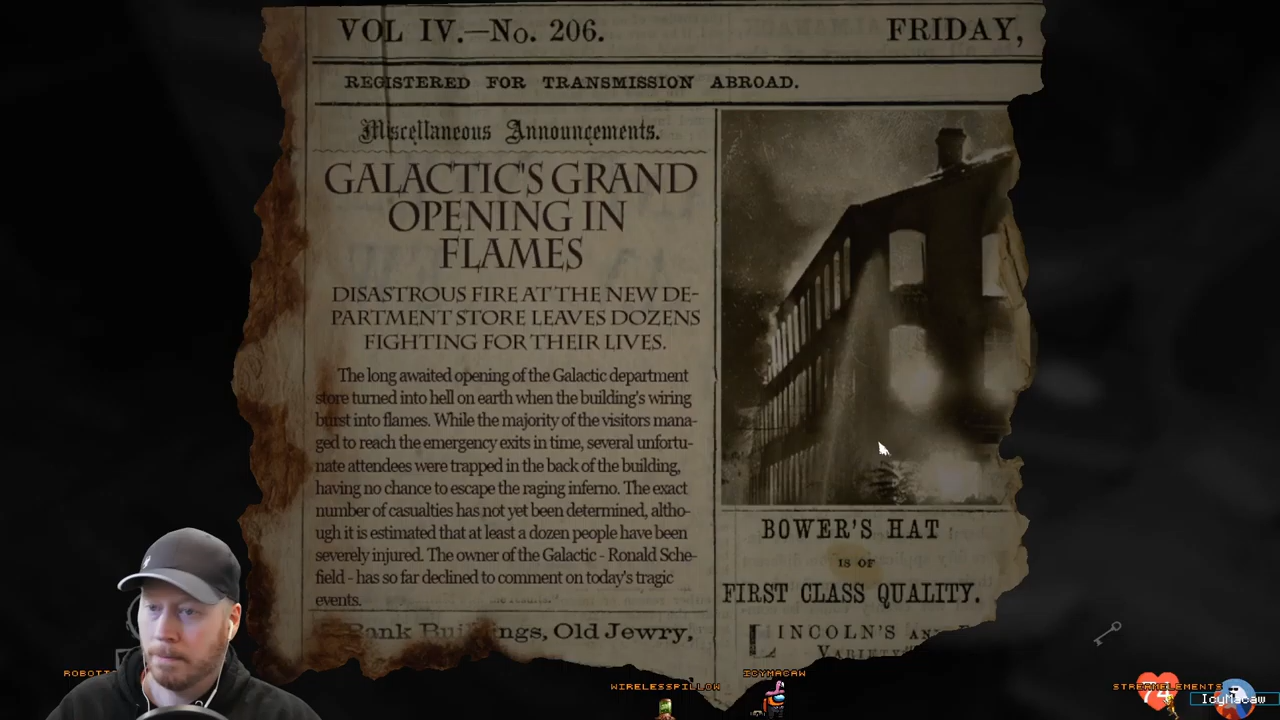 VOL IV.—No. 206.
FRIDAY,
REGISTERED FOR TRANSMISSION ABROAD.
Miscellaneous Announcements.
GALACTIC'S GRAND
OPENING IN
FLAMES
DISASTROUS FIRE AT THE NEW DE-
PARTMENT STORE LEAVES DOZENS
FIGHTING FOR THEIR LIVES.
The long awaited opening of the Galactic department
store turned into hell on earth when the building's wiring
burst into flames. While the majority of the visitors mana-
ged to reach the emergency exits in time, several unfortu-
nate attendees were trapped in the back of the building,
having no chance to escape the raging inferno. The exact
number of casualties has not yet been determined, altho-
ugh it is estimated that at least a dozen people have been
severely injured. The owner of the Galactic - Ronald Sche-
field - has so far declined to comment on today's tragic
events.
Bank Buildings, Old Jewry,
BOWER'S HAT
IS OF
FIRST CLASS QUALITY.
LINCOLN'S AND
ROBOTI
WIRELESSPILLOW
ICYMACAW
STREAMELEMENTS
IcyMacaw